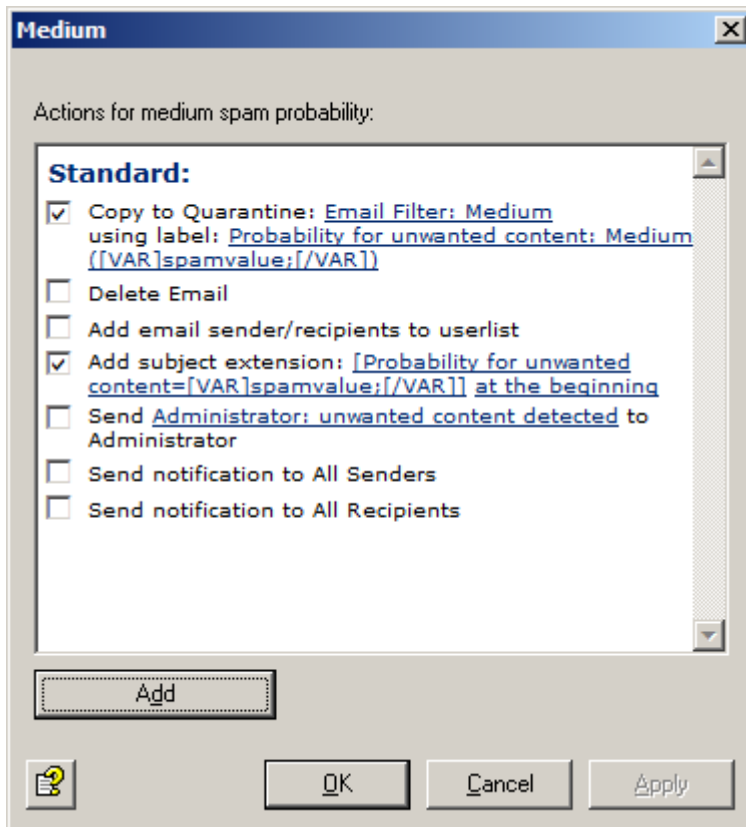 Medium
Actions for medium spam probability:
Standard:
Copy to Quarantine: Email Filter: Medium
using label: Probability for unwanted content: Medium
([VAR]spamvalue;[/VAR])
Delete Email
Add email sender/recipients to userlist
Add subject extension: [Probability for unwanted
content=[VAR]spamvalue;[/VAR]] at the beginning
Send Administrator: unwanted content detected to
Administrator
Send notification to All Senders
Send notification to All Recipients
Add
OK Cancel Apply